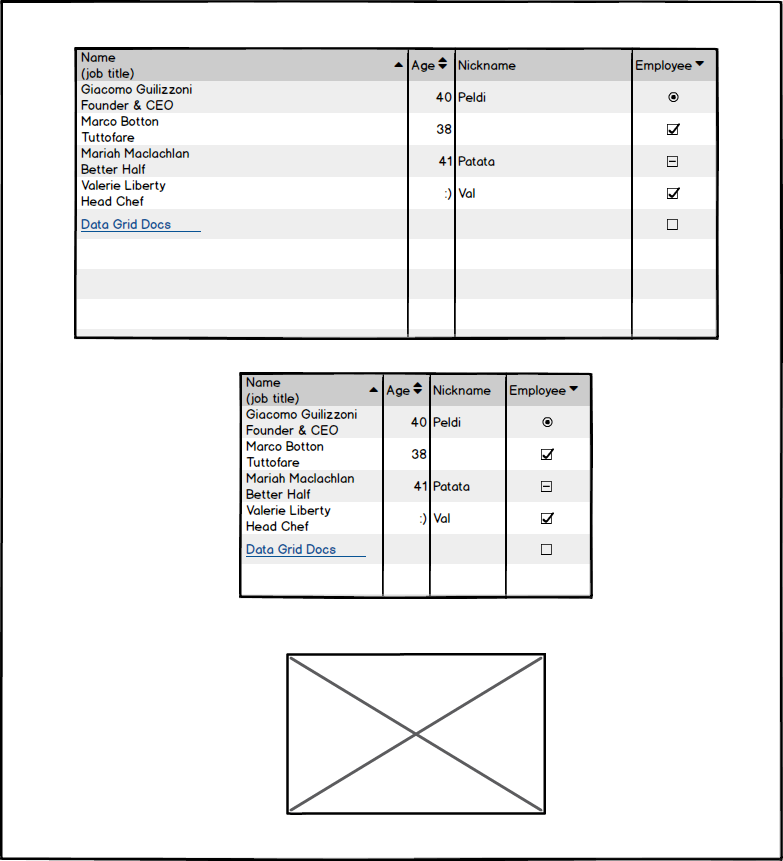 Name
(job title)
Age
Nickname
Employee
Giacomo Guilizzoni
Founder & CEO
40
Peldi
Marco Botton
Tuttofare
38
Mariah Maclachlan
Better Half
41
Patata
Valerie Liberty
Head Chef
:)
Val
Data Grid Docs
Name
(job title)
Age
Nickname
Employee
Giacomo Guilizzoni
Founder & CEO
40
Peldi
Marco Botton
Tuttofare
38
Mariah Maclachlan
Better Half
41
Patata
Valerie Liberty
Head Chef
:)
Val
Data Grid Docs